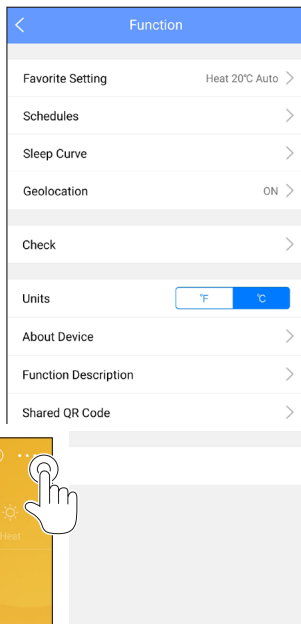 Function
Favorite Setting Heat 20℃ Auto
Schedules
Sleep Curve
Geolocation ON
Check
Units ℉ ℃
About Device
Function Description
Shared QR Code
Heat